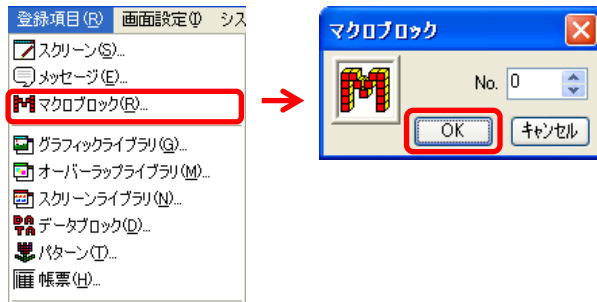 登録項目(R) 画面設定(I) シス
スクリーン(S)...
メッセージ(E)...
マクロブロック(R)...
グラフィックライブラリ(G)...
オーバーラップライブラリ(M)...
スクリーンライブラリ(N)...
データブロック(D)...
パターン(T)...
帳票(H)...
マクロブロック
No. 0
OK キャンセル